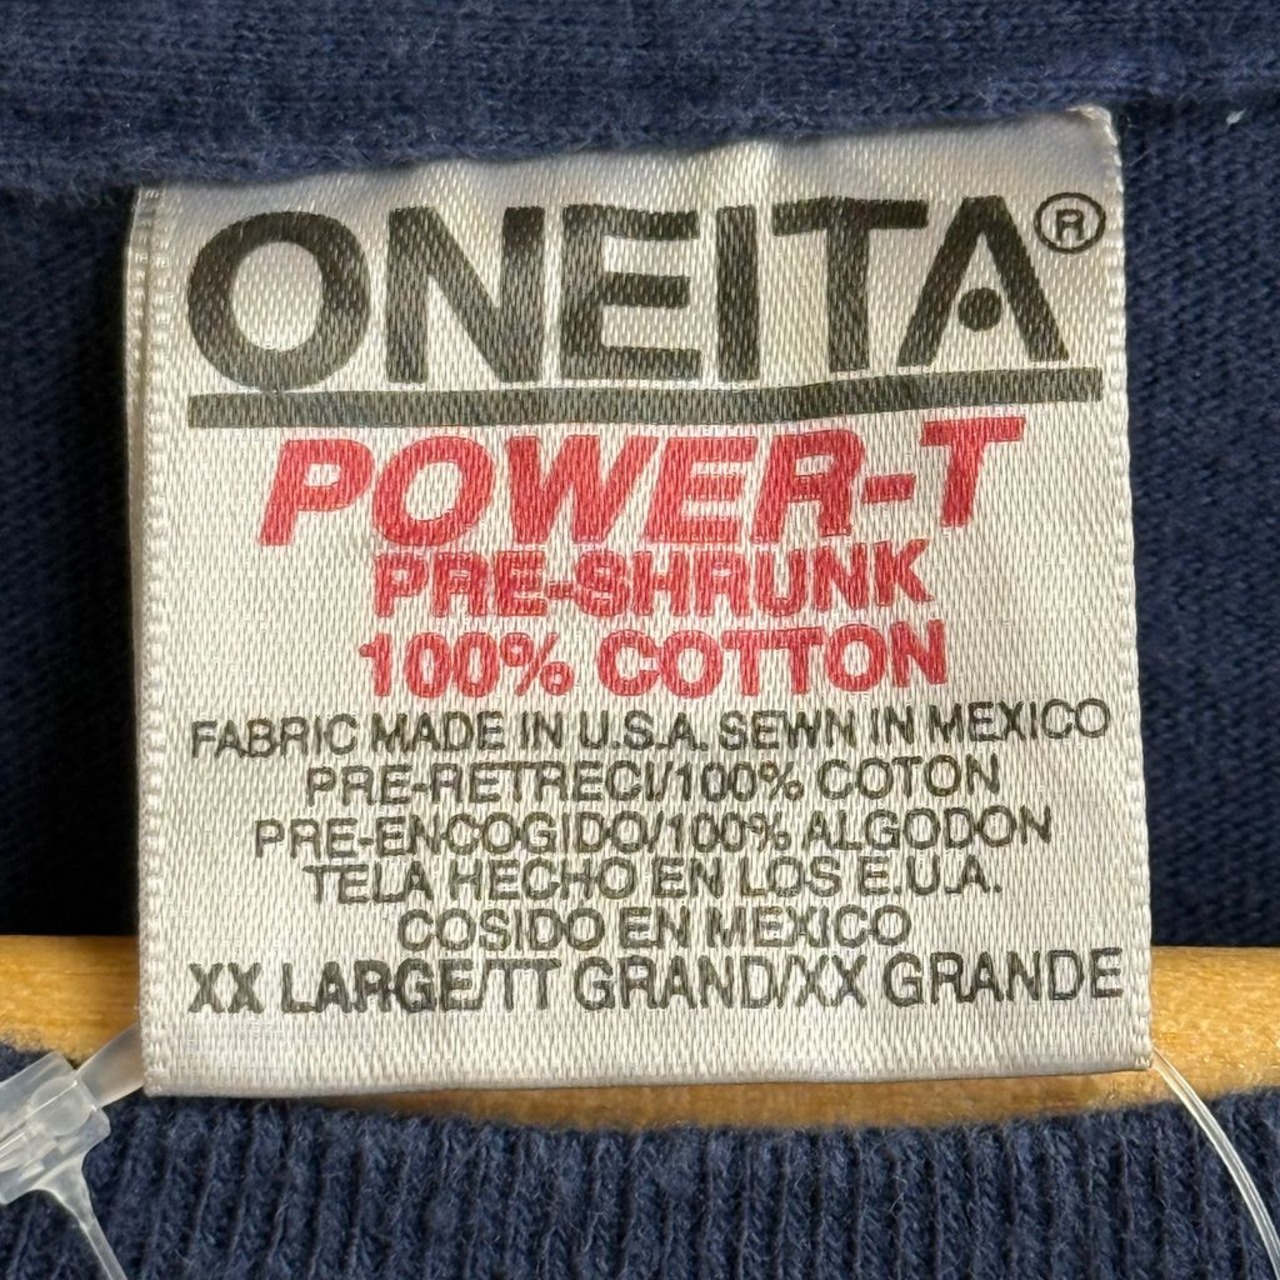 ONEITA®
POWER-T
PRE-SHRUNK
100% COTTON
FABRIC MADE IN U.S.A. SEWN IN MEXICO
PRE-RETRECI/100% COTON
PRE-ENCOGIDO/100% ALGODON
TELA HECHO EN LOS E.U.A.
COSIDO EN MEXICO
XX LARGE/TT GRAND/XX GRANDE